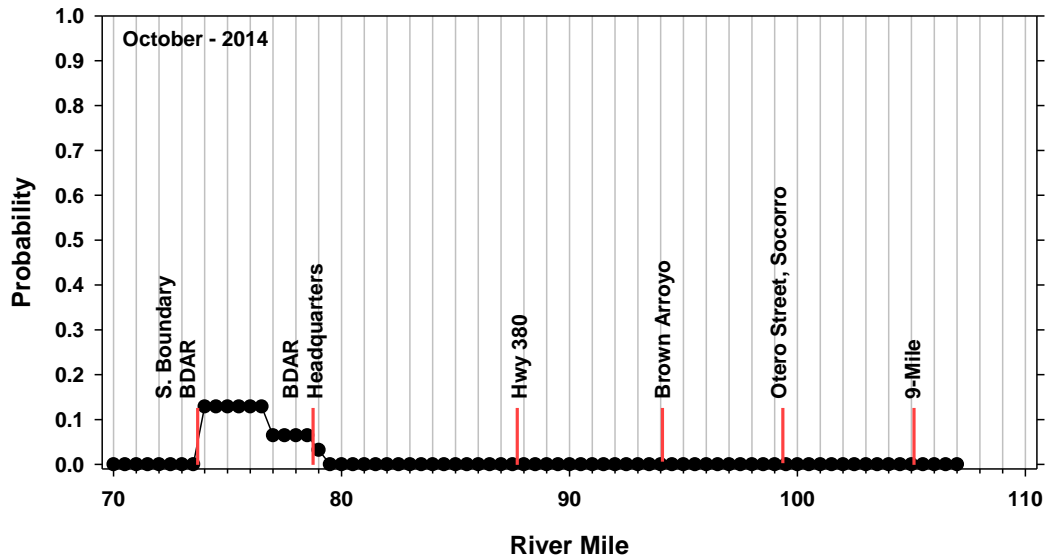 October - 2014
1.0
0.9
0.8
0.7
0.6
0.5
0.4
0.3
0.2
0.1
0.0
Probability
S. Boundary
BDAR
BDAR
Headquarters
Hwy 380
Brown Arroyo
Otero Street, Socorro
9-Mile
70
80
90
100
110
River Mile